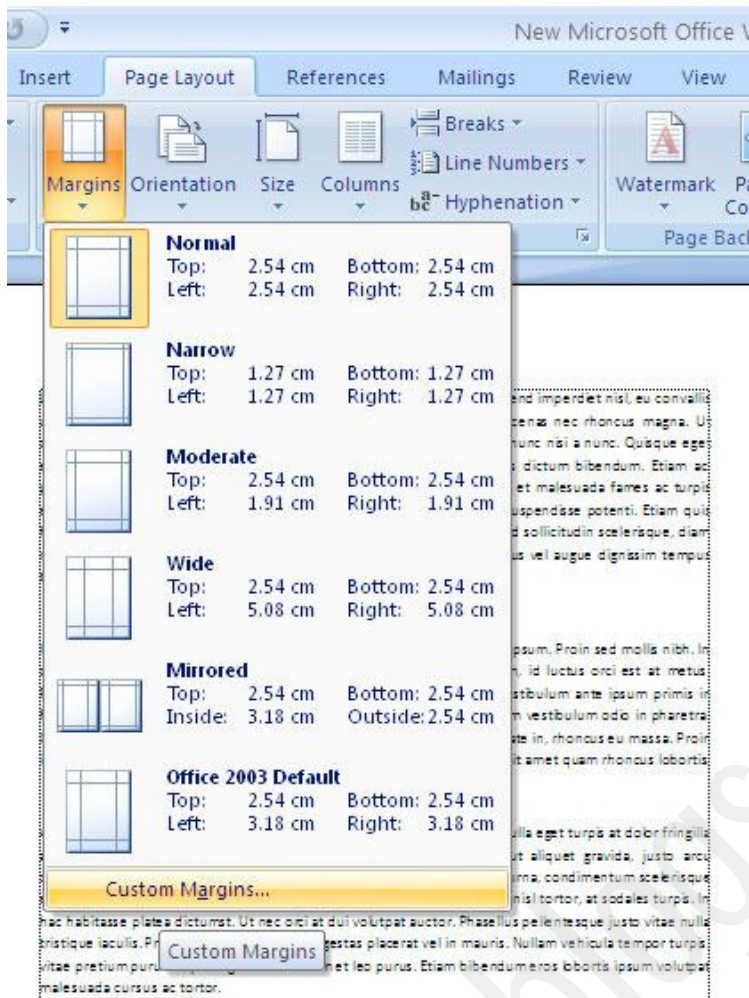 New Microsoft Office
Insert Page Layout References Mailings Review View
Breaks
Line Numbers
Margins Orientation Size Columns Watermark
Hyphenation
Page
Normal
Top: 2.54 cm Bottom: 2.54 cm
Left: 2.54 cm Right: 2.54 cm
Narrow
Top: 1.27 cm Bottom: 1.27 cm
Left: 1.27 cm Right: 1.27 cm
end imperdiet nisl, eu convallis
cenas nec rhoncus magna. Ut
nunc nisi a nunc. Quisque eget
Moderate
Top: 2.54 cm Bottom: 2.54 cm
Left: 1.91 cm Right: 1.91 cm
dictum bibendum. Etiam ac
et malesuada fames ac turpis
uspendisse potenti. Etiam quis
d sollicitudin scelerisque, diam
us vel augue dignissim tempus
Wide
Top: 2.54 cm Bottom: 2.54 cm
Left: 5.08 cm Right: 5.08 cm
Mirrored
Top: 2.54 cm Bottom: 2.54 cm
Inside: 3.18 cm Outside: 2.54 cm
psum. Proin sed mollis nibh. In
, id luctus orci est at metus
stibulum ante ipsum primis in
vestibulum odio in pharetra
te in, rhoncus eu massa. Proin
it amet quam rhoncus lobortis
Office 2003 Default
Top: 2.54 cm Bottom: 2.54 cm
Left: 3.18 cm Right: 3.18 cm
ulla eget turpis at dolor fringilla
ut aliquet gravida, justo arcu
urna, condimentum scelerisque
Custom Margins...
nisl tortor, at sodales turpis. In
hac habitasse platea dictumst. Ut nec orci at dui volutpat auctor. Phasellus pellentesque justo vitae nulla
tristique iaculis. Pr gestas placerat vel in mauris. Nullam vehicula tempor turpis
Custom Margins
vitae pretium puru et leo purus. Etiam bibendum eros lobortis ipsum volutpat
malesuada cursus ac tortor.